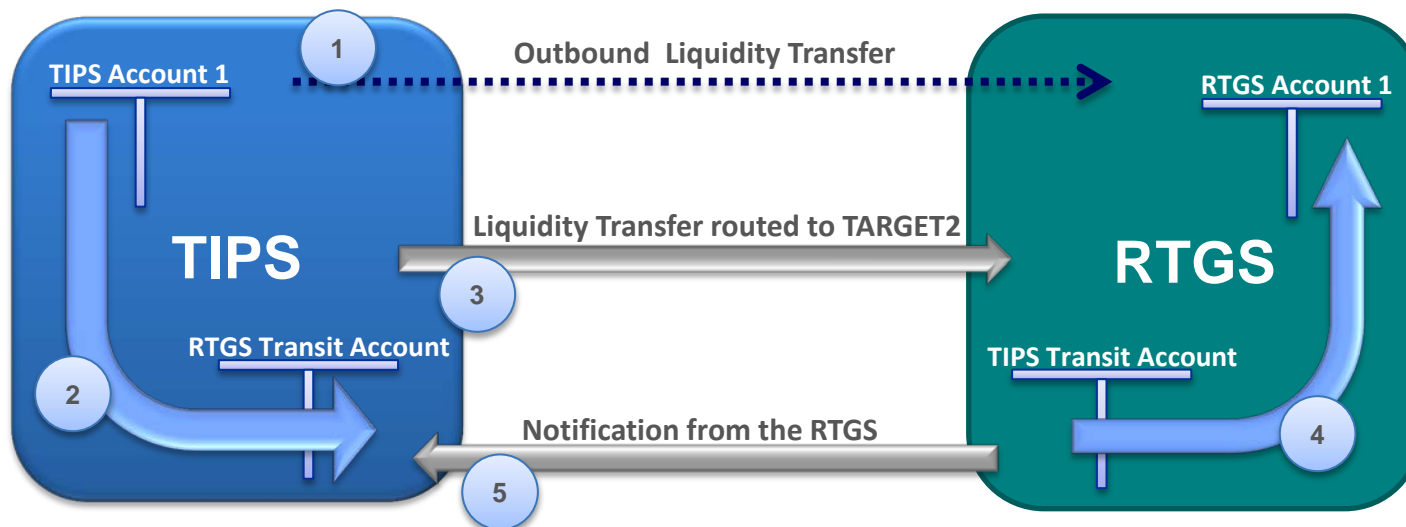 1
Outbound Liquidity Transfer
TIPS Account 1
RTGS Account 1
Liquidity Transfer routed to TARGET2
TIPS
RTGS
3
RTGS Transit Account
TIPS Transit Account
2
Notification from the RTGS
4
5